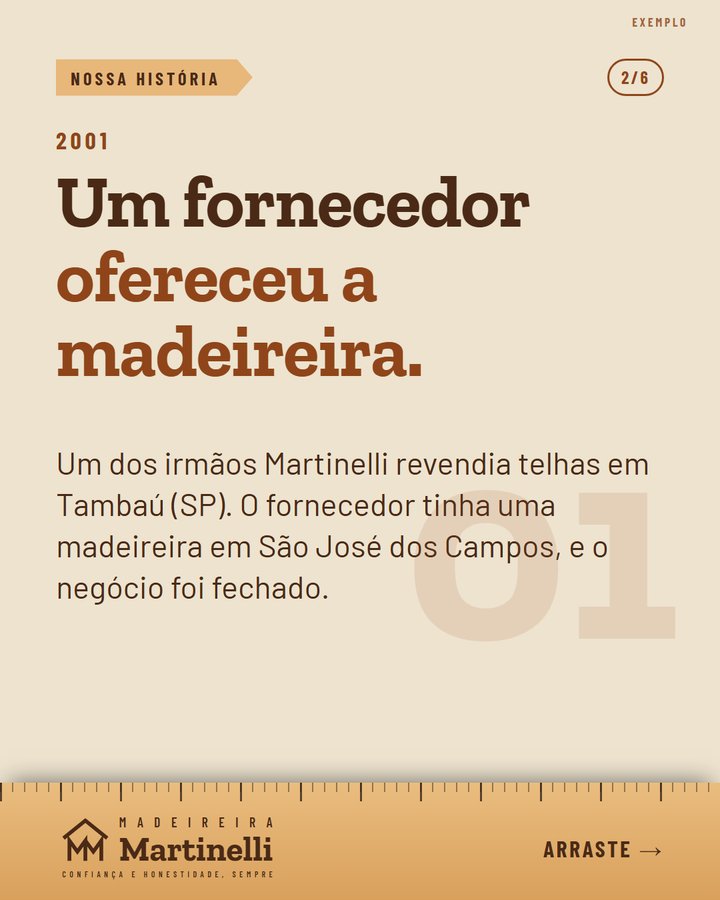 EXEMPLO
NOSSA HISTÓRIA
2/6
2001
Um fornecedor
ofereceu a
madeireira.
Um dos irmãos Martinelli revendia telhas em
Tambaú (SP). O fornecedor tinha uma
madeireira em São José dos Campos, e o
negócio foi fechado.
01
MADEIREIRA
Martinelli
CONFIANÇA E HONESTIDADE, SEMPRE
ARRASTE →